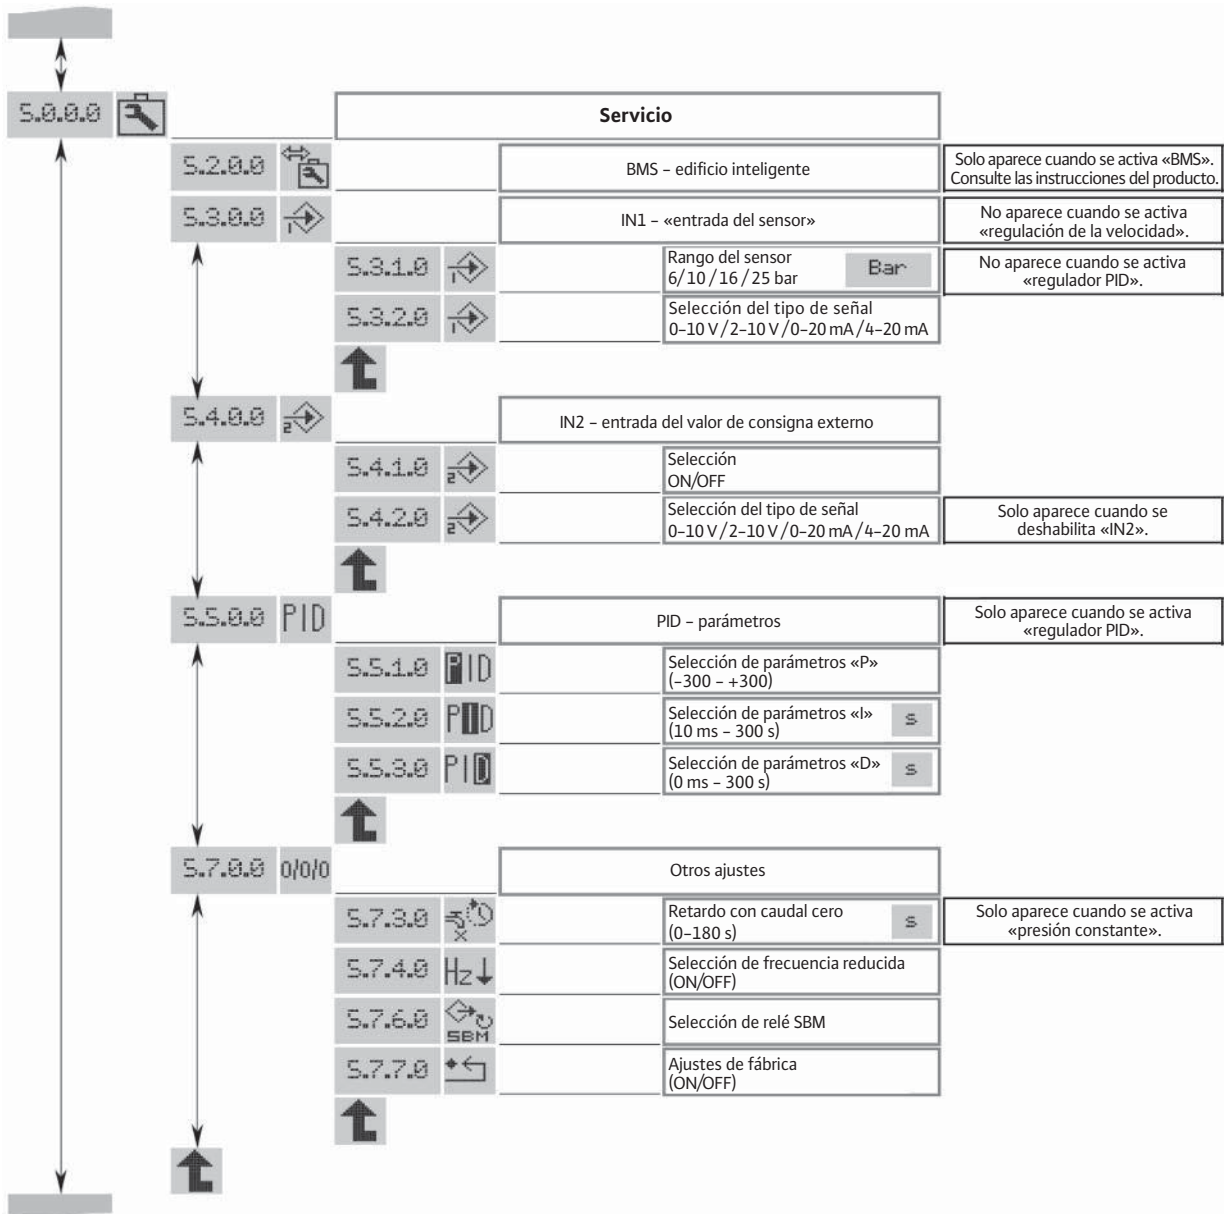 5.0.0.0
Servicio
5.2.0.0
BMS – edificio inteligente
Solo aparece cuando se activa «BMS».
Consulte las instrucciones del producto.
5.3.0.0
1
IN1 – «entrada del sensor»
No aparece cuando se activa
«regulación de la velocidad».
5.3.1.0
1
Rango del sensor
6/10/16/25 bar
Bar
No aparece cuando se activa
«regulador PID».
5.3.2.0
1
Selección del tipo de señal
0–10 V/2–10 V/0–20 mA/4–20 mA
5.4.0.0
2
IN2 – entrada del valor de consigna externo
5.4.1.0
2
Selección
ON/OFF
5.4.2.0
2
Selección del tipo de señal
0–10 V/2–10 V/0–20 mA/4–20 mA
Solo aparece cuando se
deshabilita «IN2».
5.5.0.0
PID
PID – parámetros
Solo aparece cuando se activa
«regulador PID».
5.5.1.0
PID
Selección de parámetros «P»
(–300 – +300)
5.5.2.0
PID
Selección de parámetros «I»
(10 ms – 300 s)
s
5.5.3.0
PID
Selección de parámetros «D»
(0 ms – 300 s)
s
5.7.0.0
0/0/0
Otros ajustes
5.7.3.0
Retardo con caudal cero
(0–180 s)
s
Solo aparece cuando se activa
«presión constante».
5.7.4.0
Hz
Selección de frecuencia reducida
(ON/OFF)
5.7.6.0
SBM
Selección de relé SBM
5.7.7.0
Ajustes de fábrica
(ON/OFF)